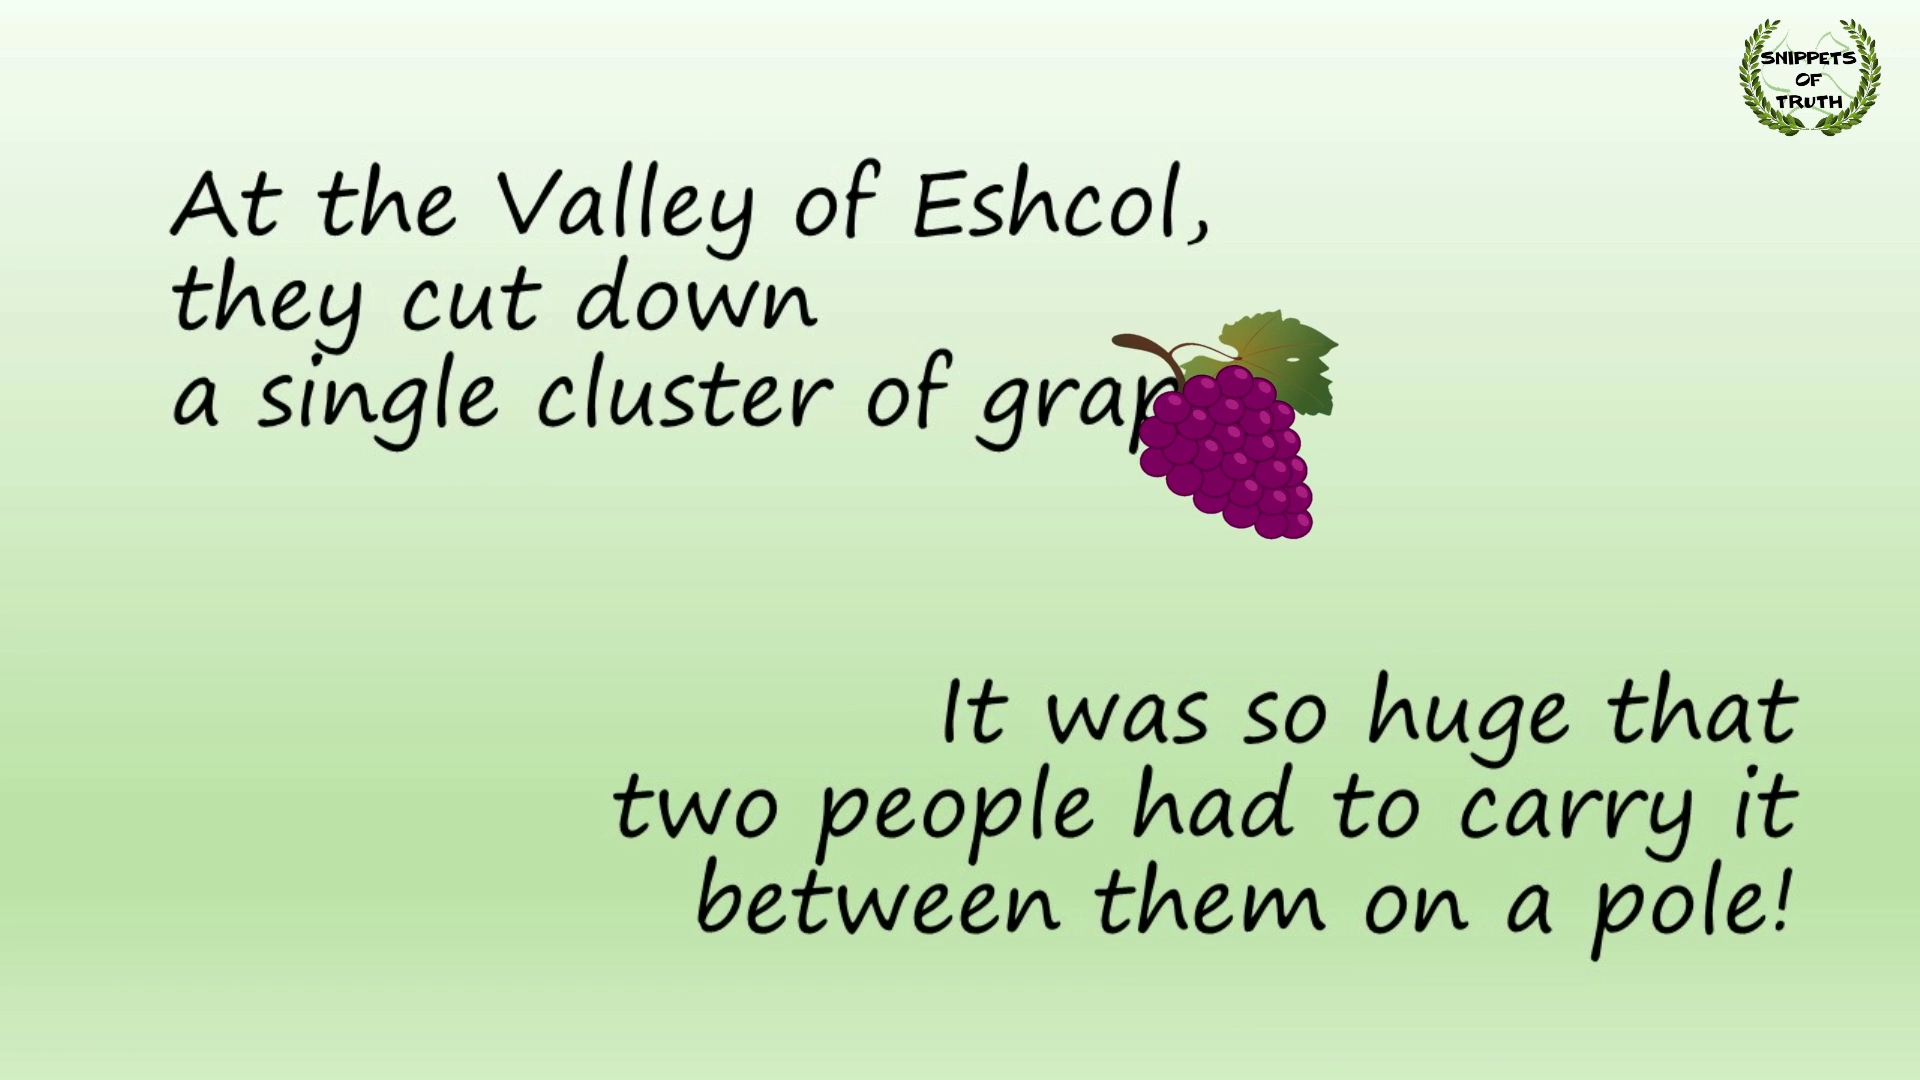 SNIPPETS
OF
TRUTH
At the Valley of Eshcol,
they cut down
a single cluster of
It was so huge that
two people had to carry it
between them on a pole!